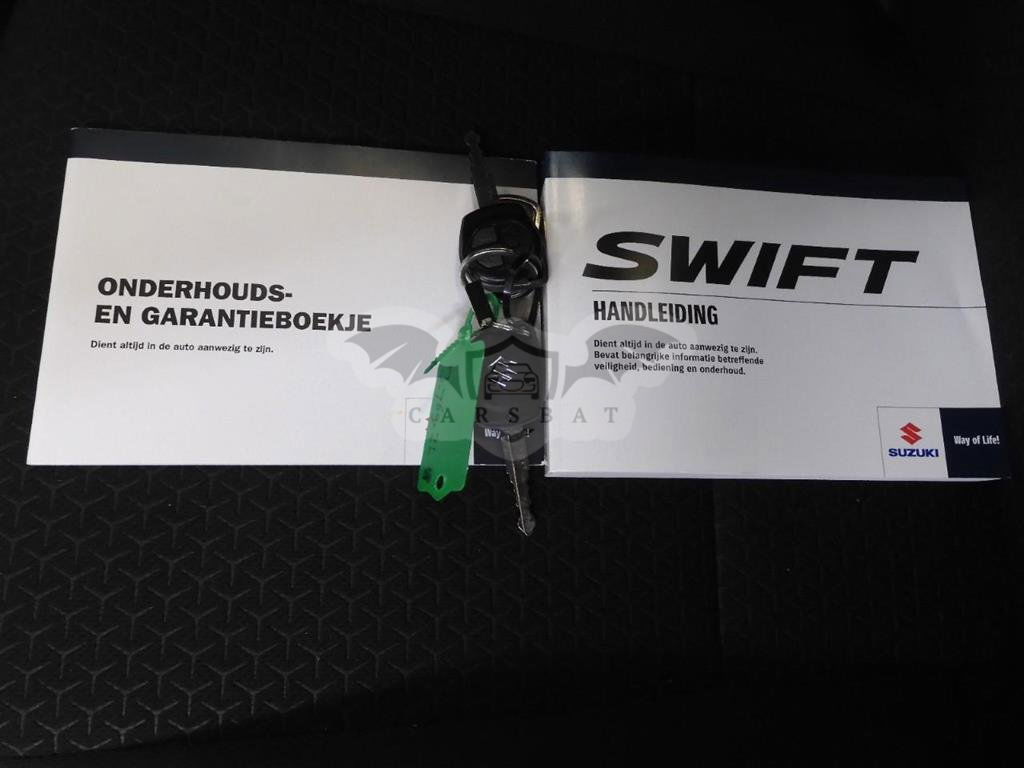 ONDERHOUDS-
EN GARANTIEBOEKJE
Dient altijd in de auto aanwezig te zijn.
SWIFT
HANDLEIDING
Dient altijd in de auto aanwezig te zijn.
Bevat belangrijke informatie betreffende
veiligheid, bediening en onderhoud.
CARSBAT
Way
SUZUKI
Way of Life!